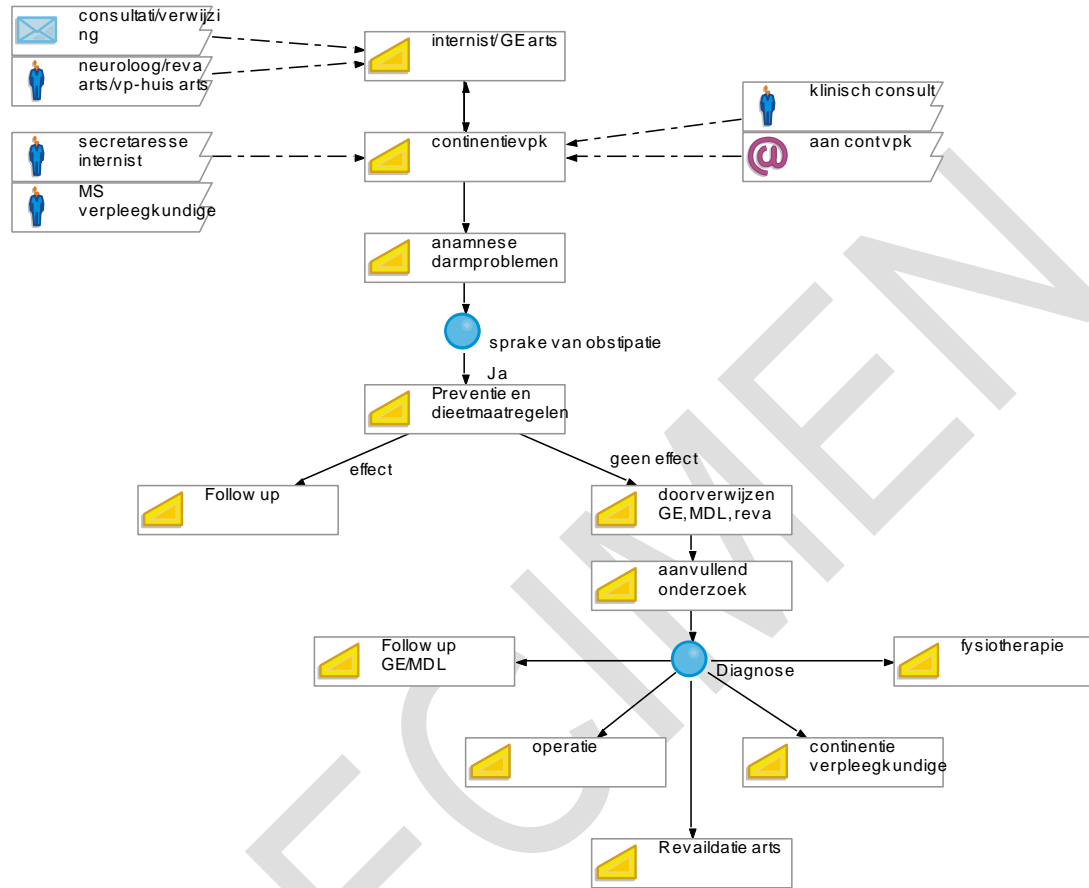 consultati/verwijzi
ng
neuroloog/reva
arts/vp-huis arts
internist/GE arts
klinisch consult
aan contvpk
secretaresse
internist
MS
verpleegkundige
continentievpk
anamnese
darmproblemen
sprake van obstipatie
Ja
Preventie en
dieetmaatregelen
effect
geen effect
Follow up
doorverwijzen
GE, MDL, reva
aanvullend
onderzoek
Follow up
GE/MDL
Diagnose
fysiotherapie
operatie
continentie
verpleegkundige
Revaildatie arts
@
ECIMEN